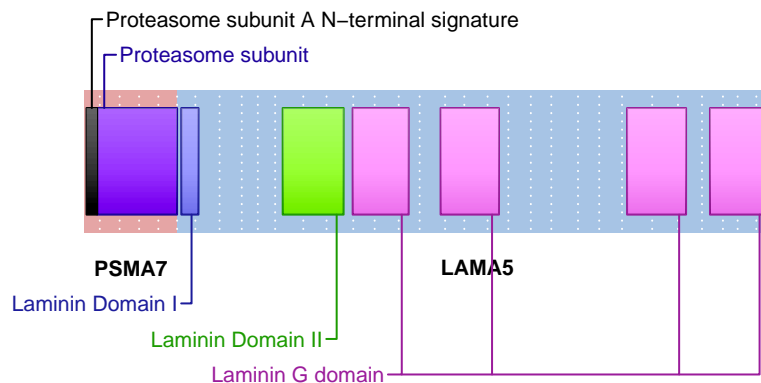 Proteasome subunit A N−terminal signature
Proteasome subunit
PSMA7
LAMA5
Laminin Domain I
Laminin Domain II
Laminin G domain